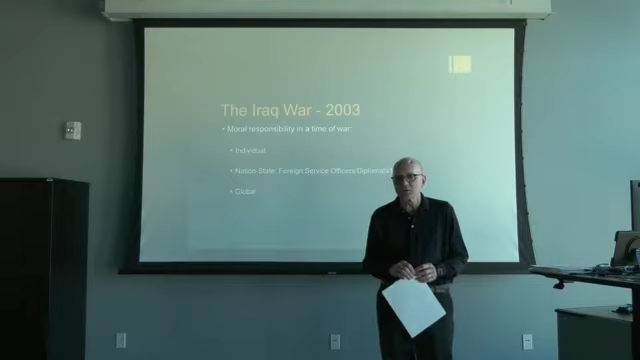 The Iraq War - 2003
• Moral responsibility in a time of war:
• Individual
• Nation-State: Foreign Service Officers/Diplomats
• Global